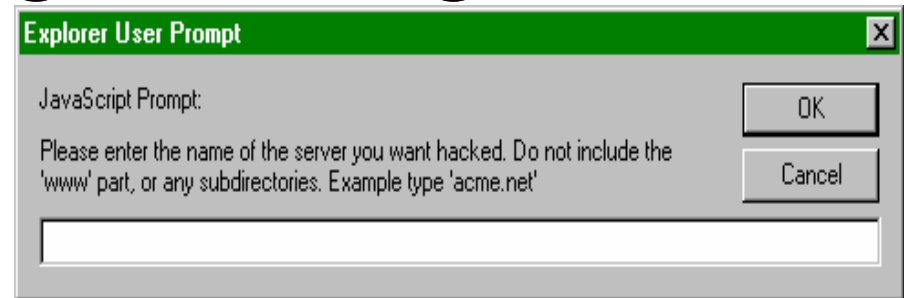 Explorer User Prompt
JavaScript Prompt:
OK
Please enter the name of the server you want hacked. Do not include the
'www' part, or any subdirectories. Example type 'acme.net'
Cancel